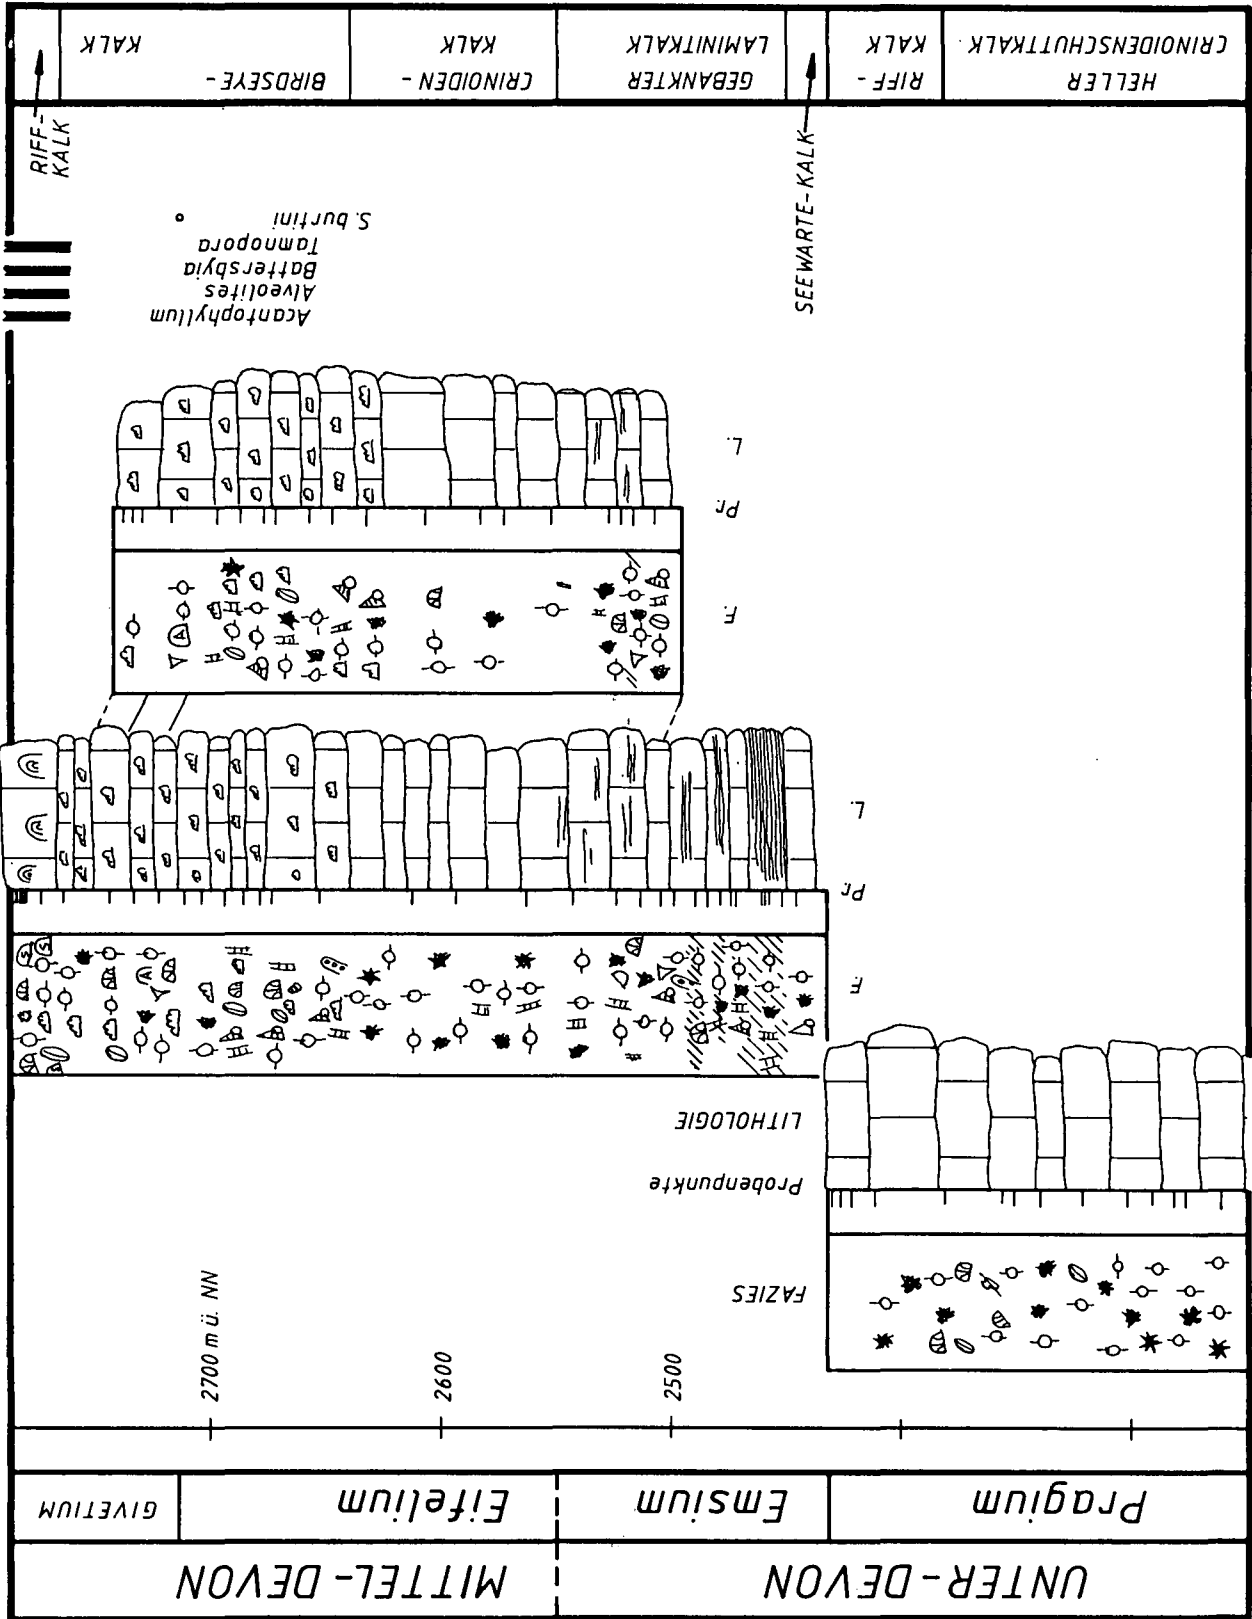 UNTER-DEVON
MITTEL-DEVON
Pragium
Emsium
Eifelium
GIVETIUM
2500
2600
2700 m ü. NN
FAZIES
Probenpunkte
LITHOLOGIE
F.
Pr.
L.
A
S
S
F.
Pr.
L.
A
Acantophyllum
Alveolites
Battersbyia
Tamnopora
S. burtini
SEEWARTE-KALK
RIFF-
KALK
HELLER
CRINOIDENSCHUTTKALK
RIFF-
KALK
GEBANKTER
LAMINITKALK
CRINOIDEN-
KALK
BIRDSEYE-
KALK